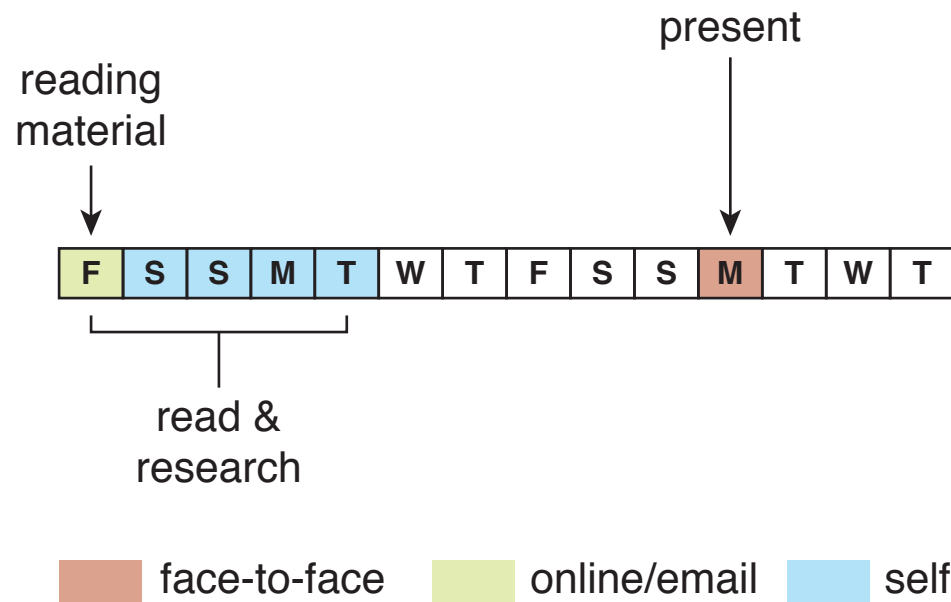 present
reading
material
F S S M T W T F S S M T W T
read &
research
face-to-face online/email self